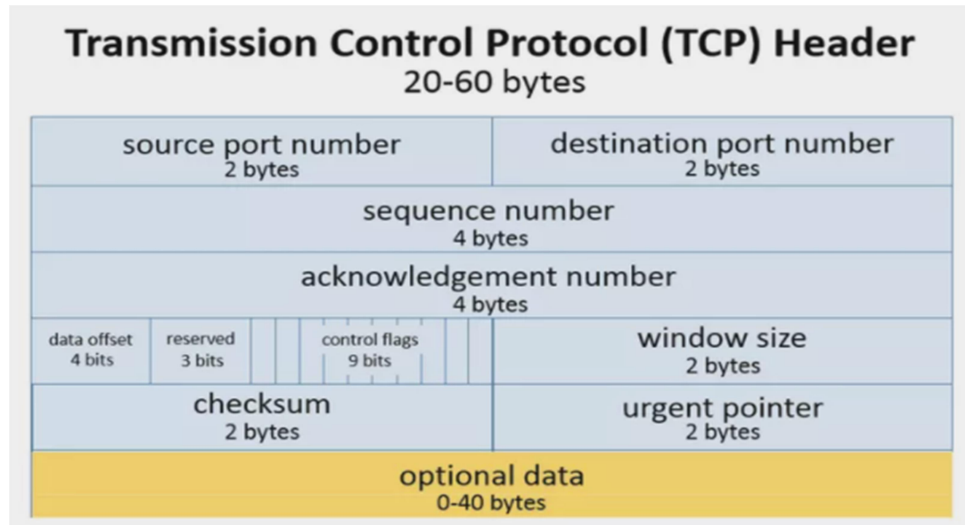 Transmission Control Protocol (TCP) Header
20-60 bytes
source port number
2 bytes
destination port number
2 bytes
sequence number
4 bytes
acknowledgement number
4 bytes
data offset
4 bits
reserved
3 bits
control flags
9 bits
window size
2 bytes
checksum
2 bytes
urgent pointer
2 bytes
optional data
0-40 bytes